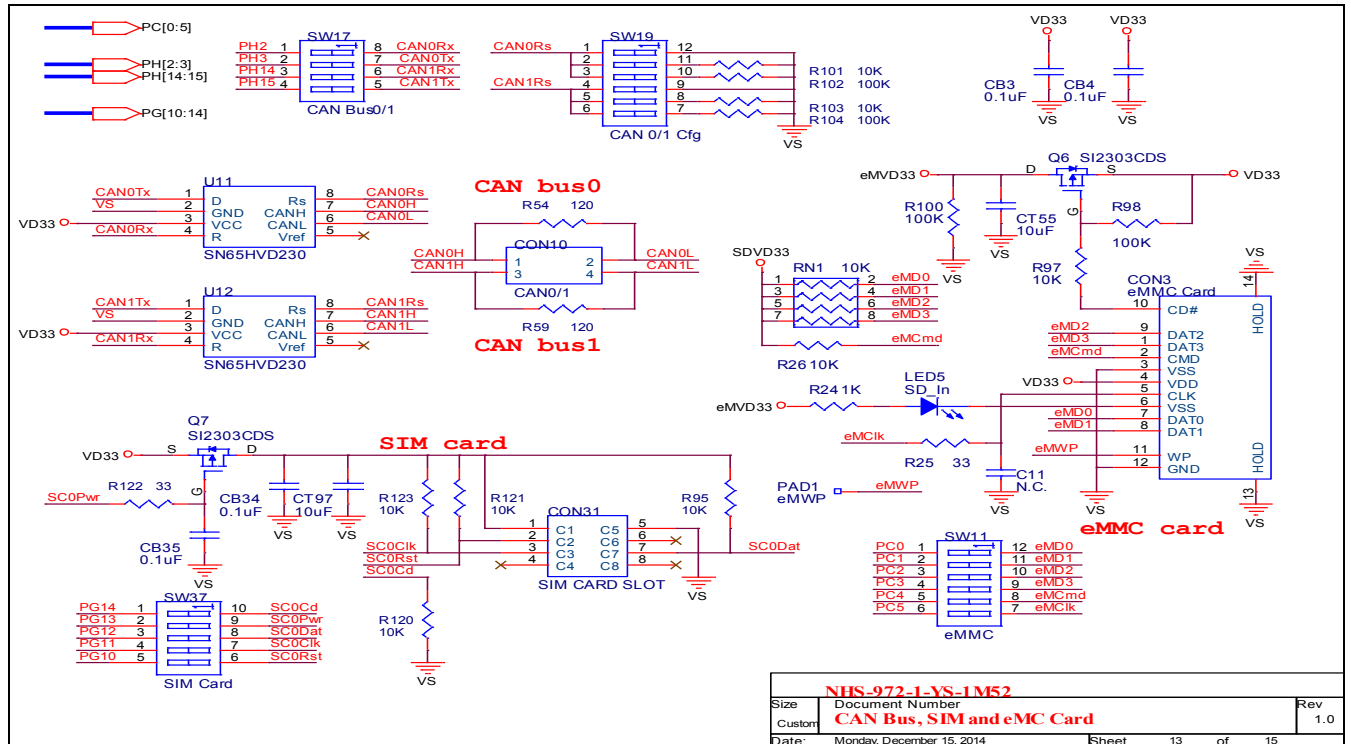 PC[0:5]
PH[2:3]
PH[14:15]
PG[10:14]
SW17
PH2 1 8 CAN0Rx
PH3 2 7 CAN0Tx
PH14 3 6 CAN1Rx
PH15 4 5 CAN1Tx
CAN Bus0/1
SW19
CAN0Rs 1 12
2 11
3 10
CAN1Rs 4 9
5 8
6 7
CAN 0/1 Cfg
R101 10K
R102 100K
R103 10K
R104 100K
VS
VD33 VD33
CB3 CB4
0.1uF 0.1uF
VS VS
U11
CAN0Tx 1 D Rs 8 CAN0Rs
VS 2 GND CANH 7 CAN0H
VD33 3 VCC CANL 6 CAN0L
CAN0Rx 4 R Vref 5
SN65HVD230
U12
CAN1Tx 1 D Rs 8 CAN1Rs
VS 2 GND CANH 7 CAN1H
VD33 3 VCC CANL 6 CAN1L
CAN1Rx 4 R Vref 5
SN65HVD230
CAN bus0
R54 120
CON10
CAN0H 1 2 CAN0L
CAN1H 3 4 CAN1L
CAN0/1
R59 120
CAN bus1
Q6 SI2303CDS
eMVD33 D S VD33
G
R100
100K
CT55
10uF
R98
100K
VS VS
R97
10K
SDVD33
RN1 10K
1 2 eMD0
3 4 eMD1
5 6 eMD2
7 8 eMD3
eMCmd
R26 10K
CON3
eMMC Card
VS
14
HOLD
10 CD#
eMD2 9 DAT2
eMD3 1 DAT3
eMCmd 2 CMD
3 VSS
VD33 4 VDD
5 CLK
6 VSS
eMD0 7 DAT0
eMD1 8 DAT1
eMWP 11 WP
12 GND
HOLD
13
VS
LED5
SD_In
eMVD33 R24 1K
eMClk
R25 33
C11
N.C.
VS VS
PAD1
eMWP
eMWP
eMMC card
Q7
SI2303CDS
VD33 S D
G
SC0Pwr R122 33
CB34
0.1uF
CT97
10uF
VS VS
CB35
0.1uF
VS
SIM card
R123
10K
R121
10K
R95
10K
CON31
1 C1 C5 5
2 C2 C6 6
3 C3 C7 7
4 C4 C8 8
SIM CARD SLOT
SC0Clk
SC0Rst
SC0Cd
SC0Dat
VS
R120
10K
VS
SW37
PG14 1 10 SC0Cd
PG13 2 9 SC0Pwr
PG12 3 8 SC0Dat
PG11 4 7 SC0Clk
PG10 5 6 SC0Rst
SIM Card
SW11
PC0 1 12 eMD0
PC1 2 11 eMD1
PC2 3 10 eMD2
PC3 4 9 eMD3
PC4 5 8 eMCmd
PC5 6 7 eMClk
eMMC
NHS-972-1-YS-1M52
Size Document Number Rev
Custom CAN Bus, SIM and eMC Card 1.0
Date: Monday, December 15, 2014 Sheet 13 of 15